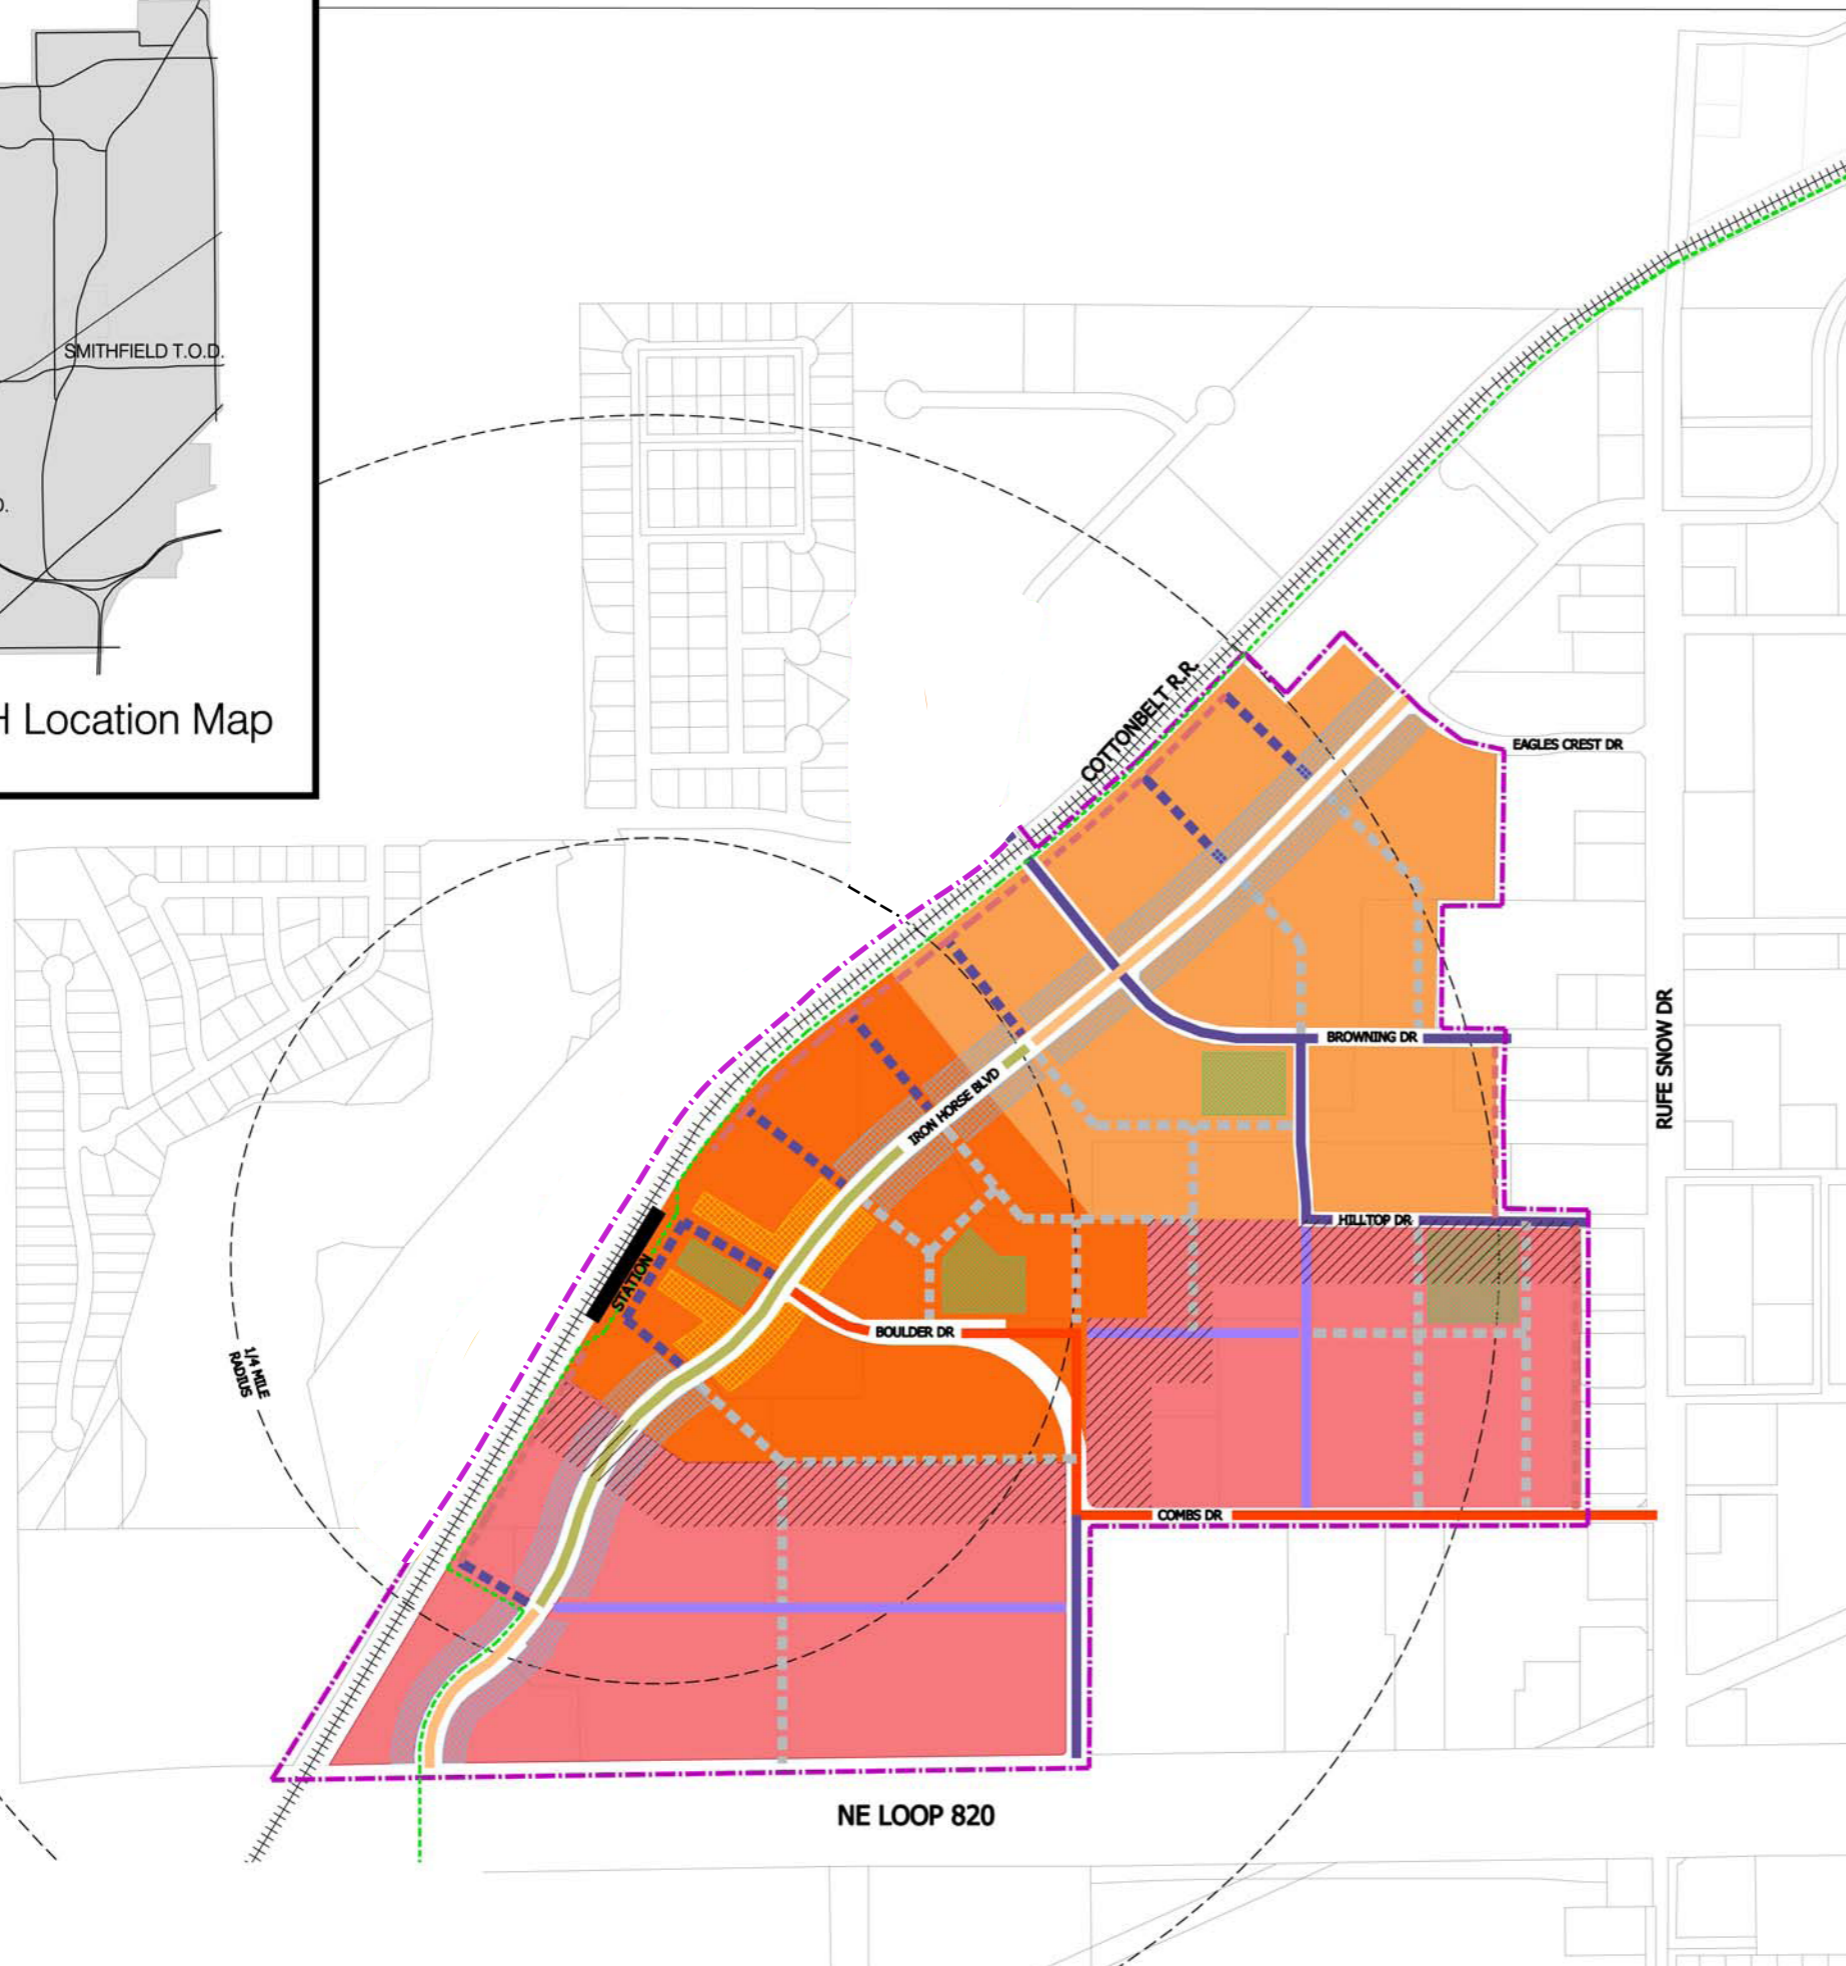 SMITHFIELD T.O.D.
Location Map
COTTONBELT R.R.
EAGLES CREST DR
RUFE SNOW DR
BROWNING DR
IRON HORSE BLVD
HILLTOP DR
STATION
BOULDER DR
1/4 MILE
RADIUS
COMBS DR
NE LOOP 820